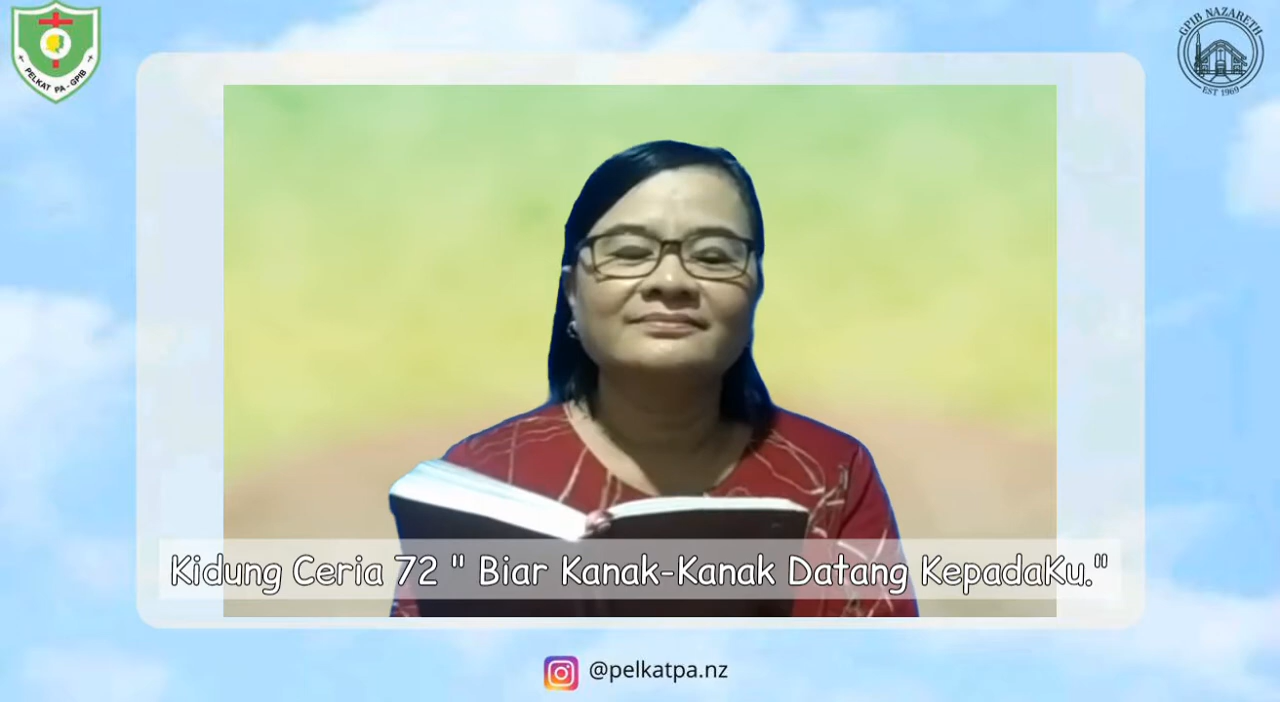 PELKAT PA-GPIB
GPIB NAZARETH
EST 1969
Kidung Ceria 72 " Biar Kanak-Kanak Datang KepadaKu."
@pelkatpa.nz